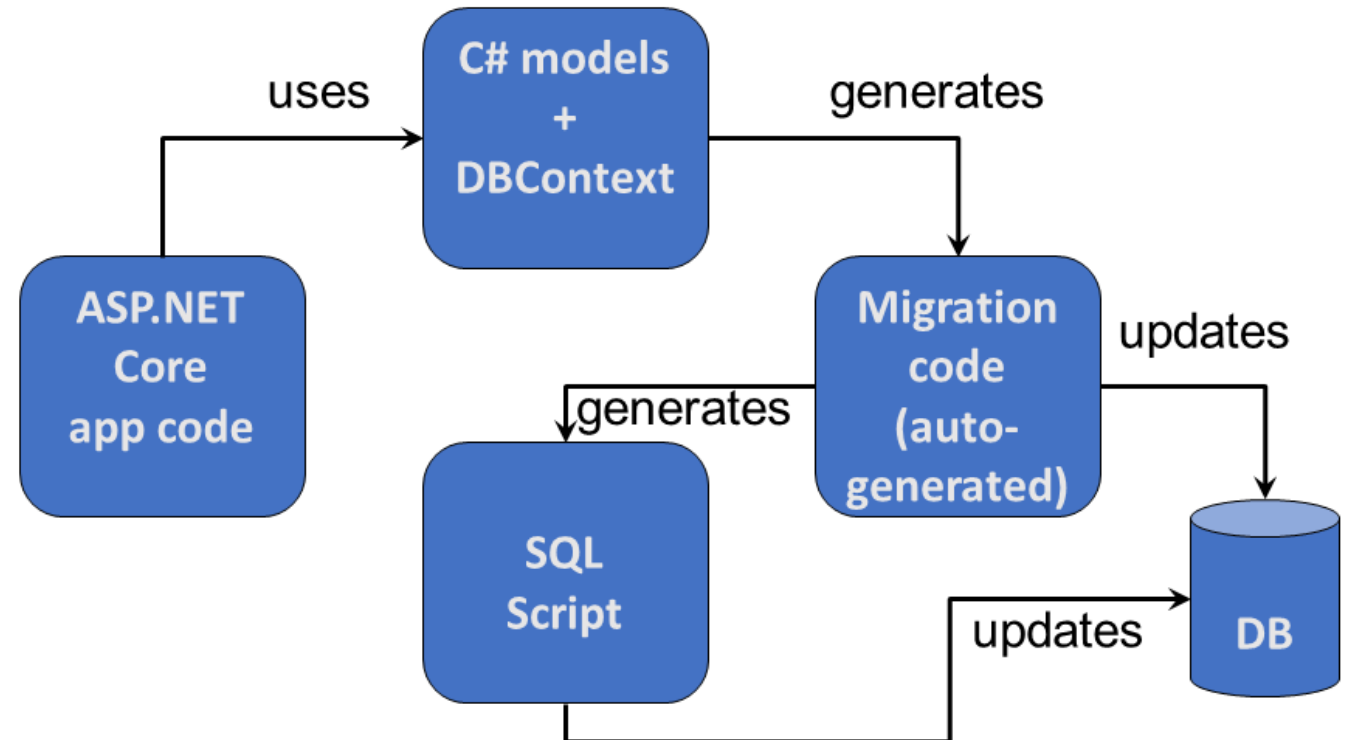 uses
C# models
+
DBContext
generates
ASP.NET
Core
app code
Migration
code
(auto-
generated)
updates
generates
SQL
Script
updates
DB